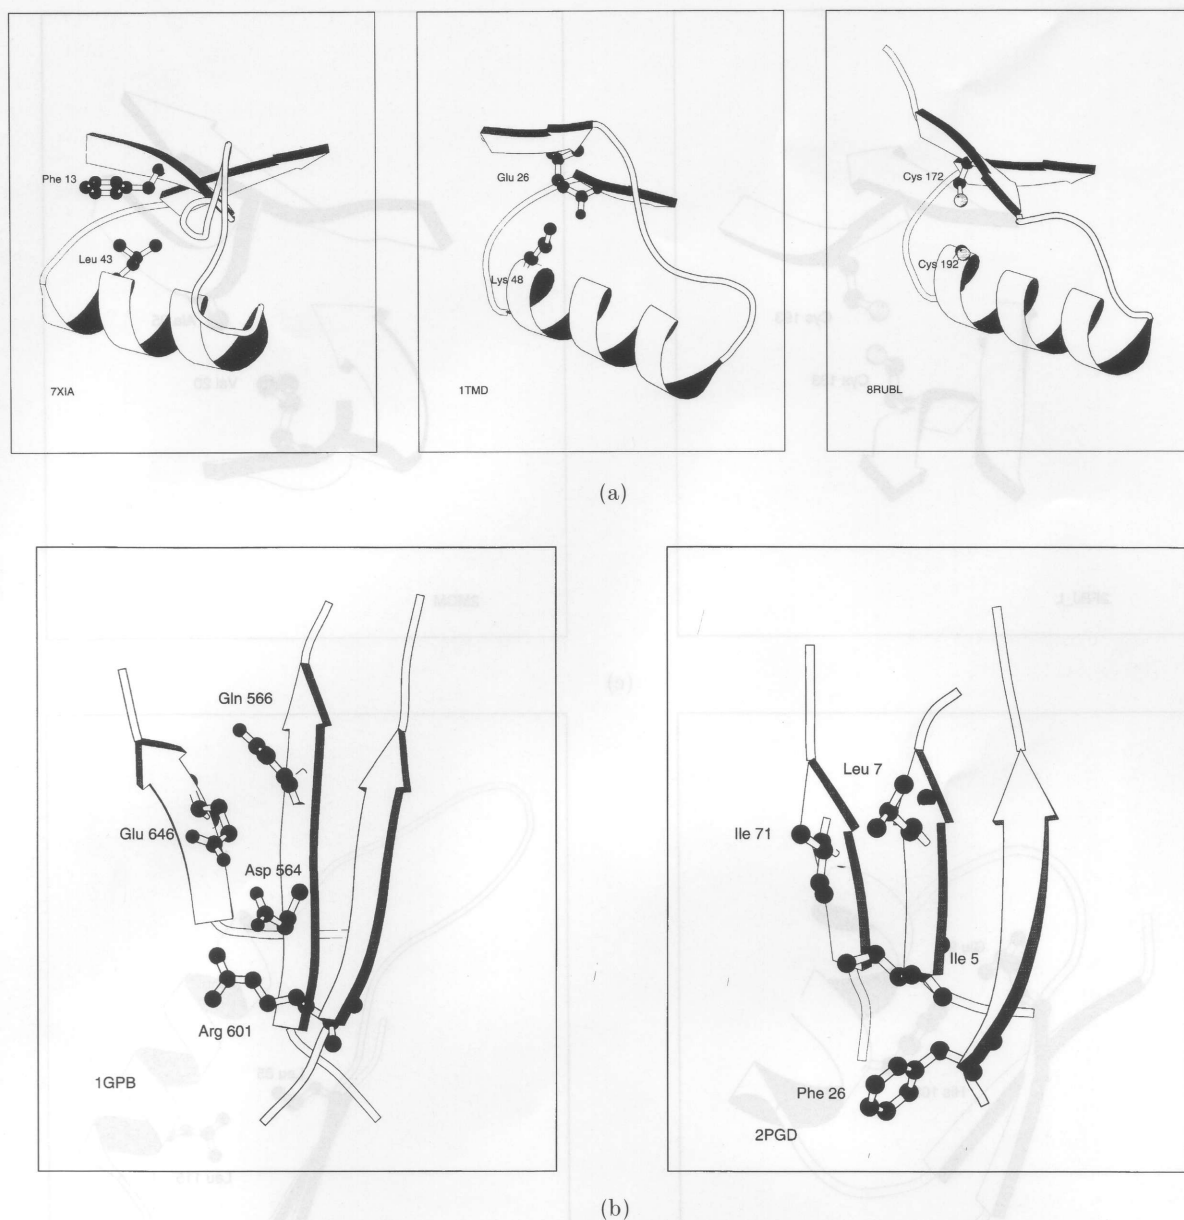 Phe 13
Leu 43
7XIA
Glu 26
Lys 48
1TMD
Cys 172
Cys 192
8RUBL
(a)
Gln 566
Glu 646
Asp 564
Arg 601
1GPB
Leu 7
Ile 71
Ile 5
Phe 26
2PGD
(b)